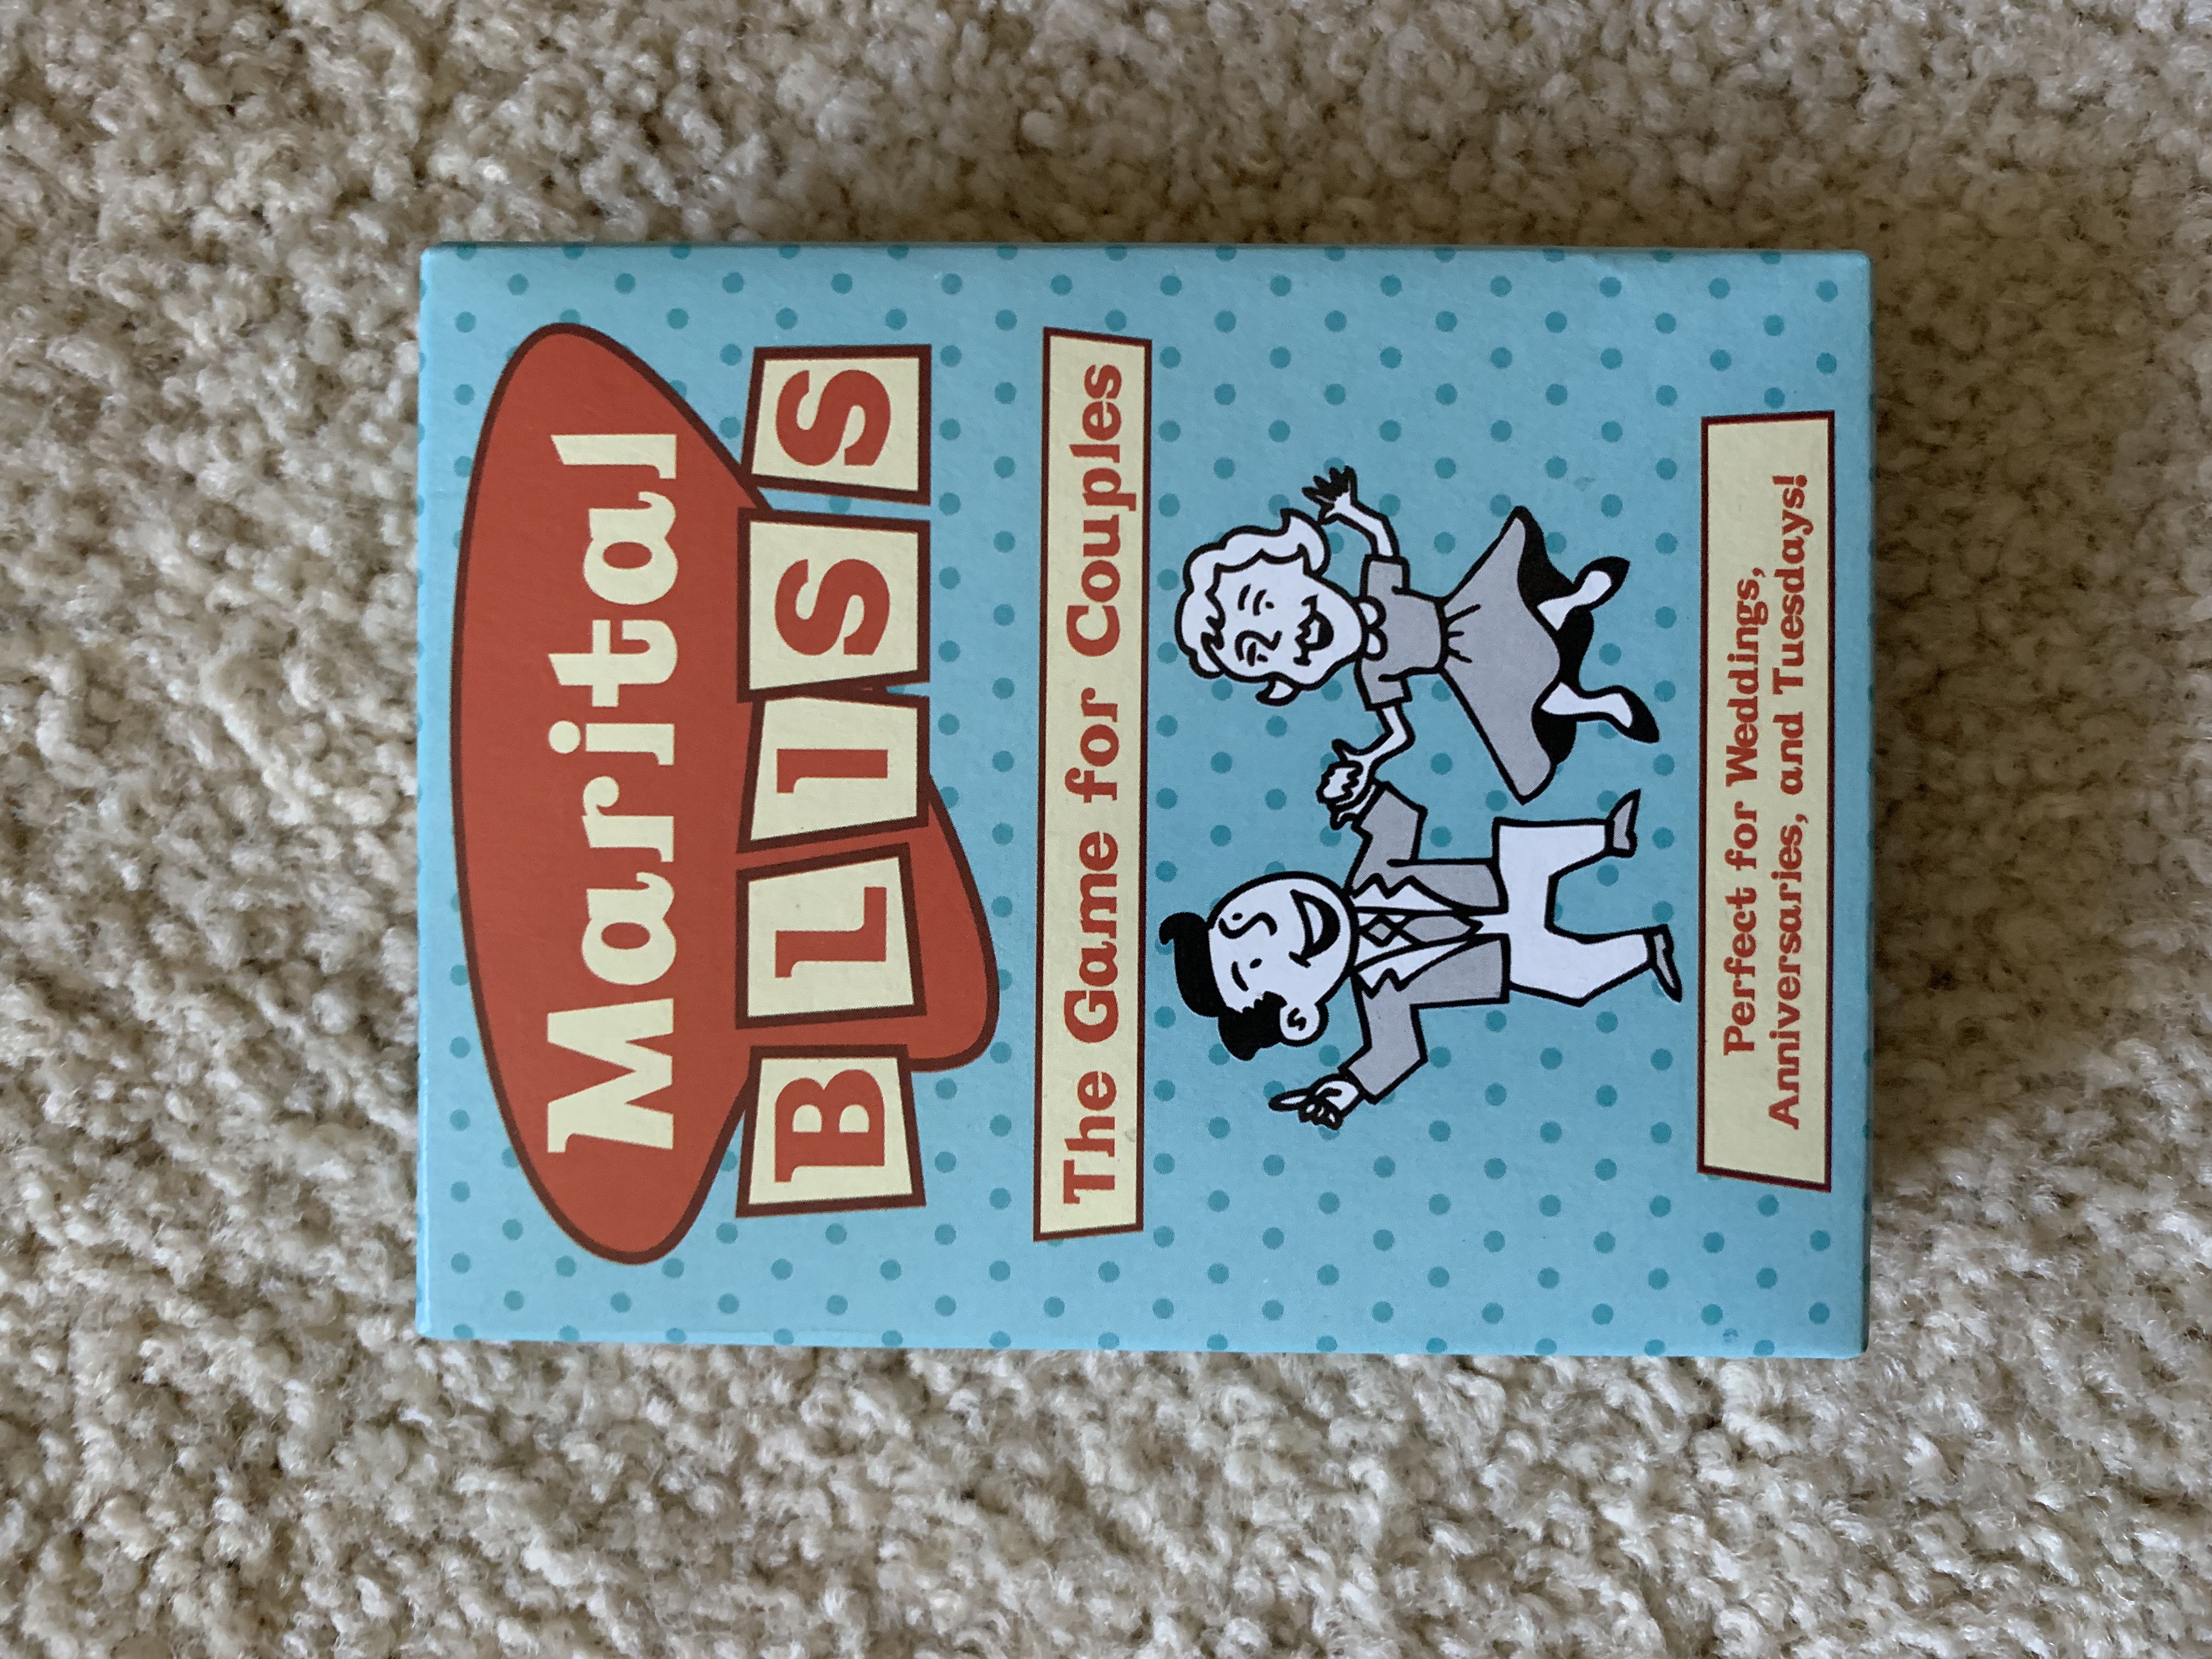 Marital
BLISS
The Game for Couples
Perfect for Weddings,
Anniversaries, and Tuesdays!